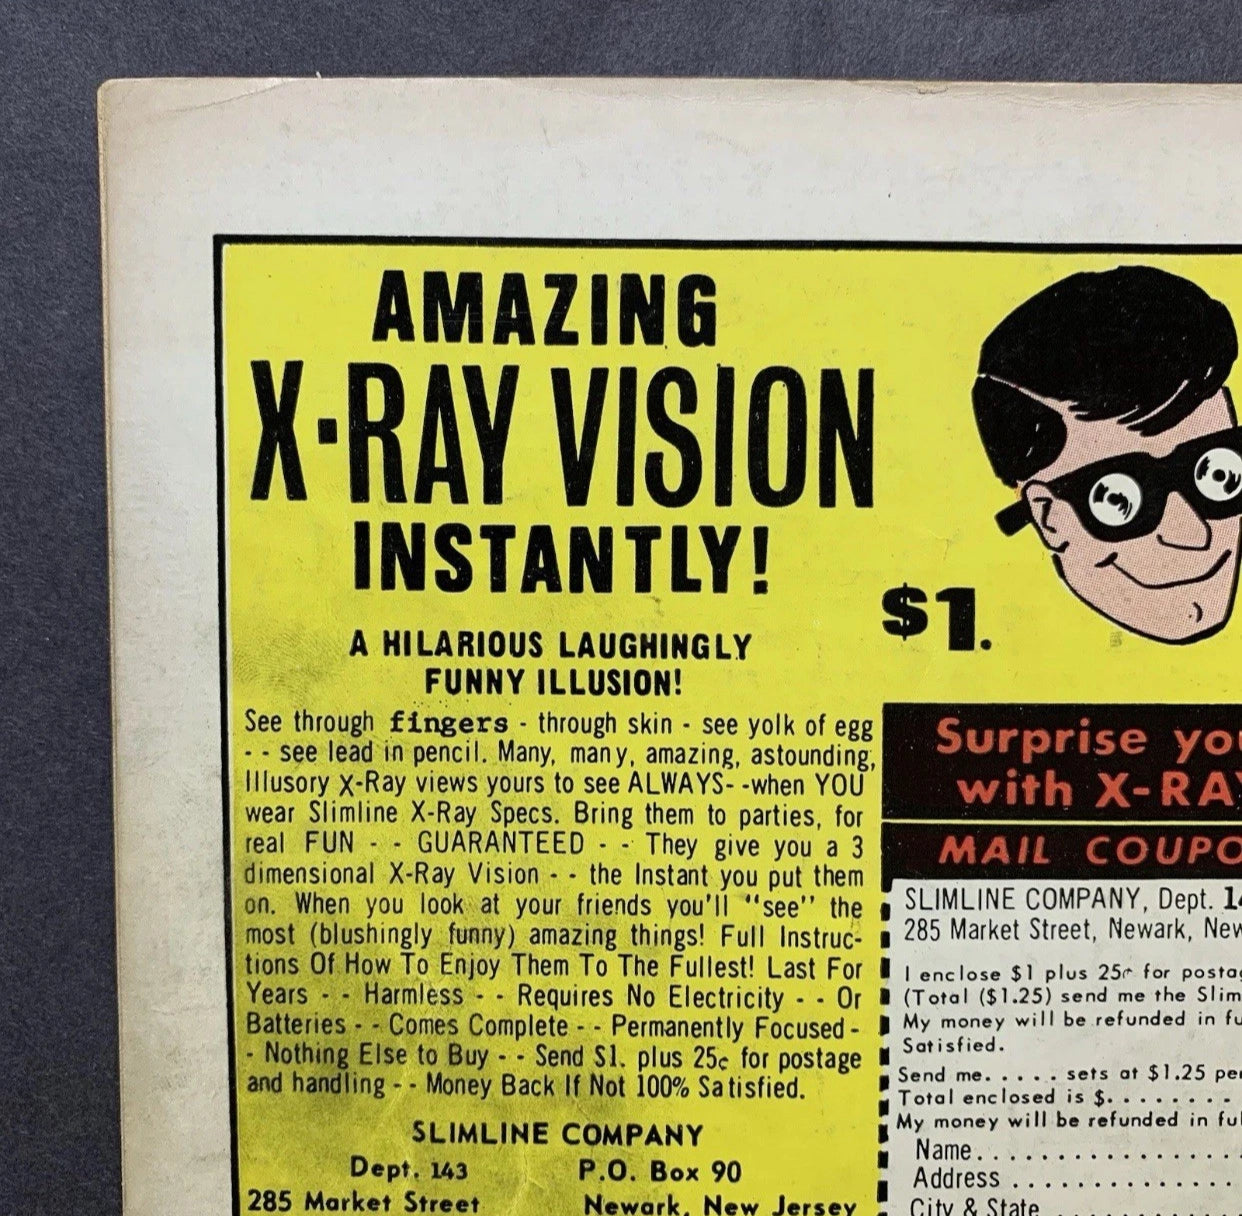 AMAZING
X-RAY VISION
INSTANTLY!
A HILARIOUS LAUGHINGLY
FUNNY ILLUSION!
See through fingers - through skin - see yolk of egg
- - see lead in pencil. Many, many, amazing, astounding,
Illusory X-Ray views yours to see ALWAYS- -when YOU
wear Slimline X-Ray Specs. Bring them to parties, for
real FUN - - GUARANTEED - - They give you a 3
dimensional X-Ray Vision - - the Instant you put them
on. When you look at your friends you'll "see" the
most (blushingly funny) amazing things! Full Instruc-
tions Of How To Enjoy Them To The Fullest! Last For
Years - - Harmless - - Requires No Electricity - - Or
Batteries - - Comes Complete - - Permanently Focused -
- Nothing Else to Buy - - Send $1. plus 25c for postage
and handling - - Money Back If Not 100% Satisfied.
SLIMLINE COMPANY
Dept. 143 P.O. Box 90
285 Market Street Newark, New Jersey
$1.
Surprise
with X-RAY
MAIL
SLIMLINE COMPANY, Dept.
285 Market Street, Newark, New
I enclose $1 plus 25c for
(Total ($1.25) send me the
My money will be refunded in
Satisfied.
Send me. . . . . sets at $1.25
Total enclosed is $. . . . . . . .
My money will be refunded in
Name. . . . . . . . . . . . . . . .
Address . . . . . . . . . . . . . .
City & State . . . . . . . . . . .